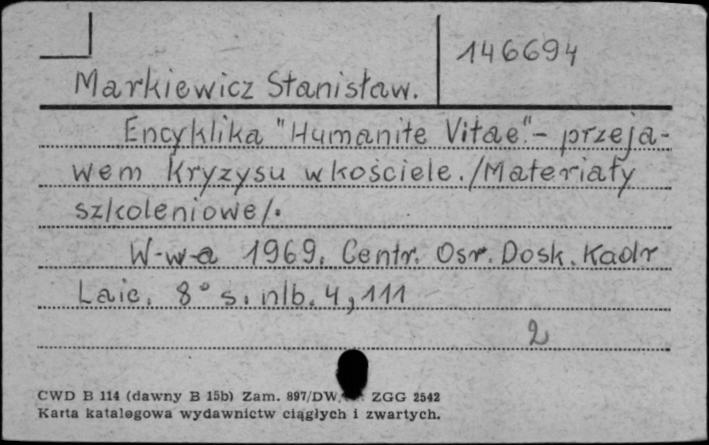 146694
Markiewicz Stanisław.
Encyklika "Humanite Vitae" - przeja-
wem kryzysu w kościele./Materiały
szkoleniowe/.
W-w-a 1969. Centr. Osr. Dosk. Kadr
Laic. 8° s. nlb. 4, 111
2
CWD B 114 (dawny B 15b) Zam. 897/DW ZGG 2542
Karta katalogowa wydawnictw ciągłych i zwartych.